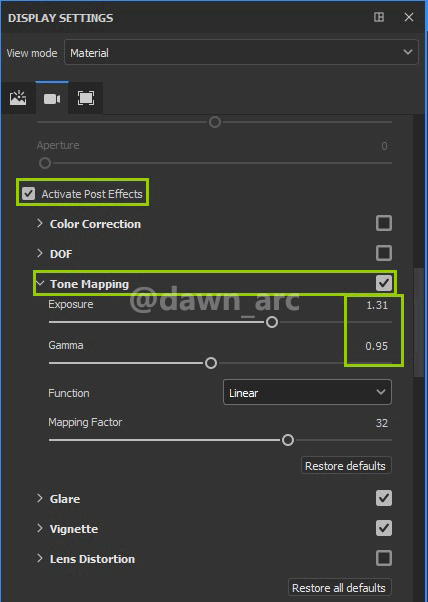 DISPLAY SETTINGS
View mode Material
Aperture 0
Activate Post Effects
Color Correction
DOF
Tone Mapping
@dawn_arc
Exposure 1.31
Gamma 0.95
Function Linear
Mapping Factor 32
Restore defaults
Glare
Vignette
Lens Distortion
Restore all defaults